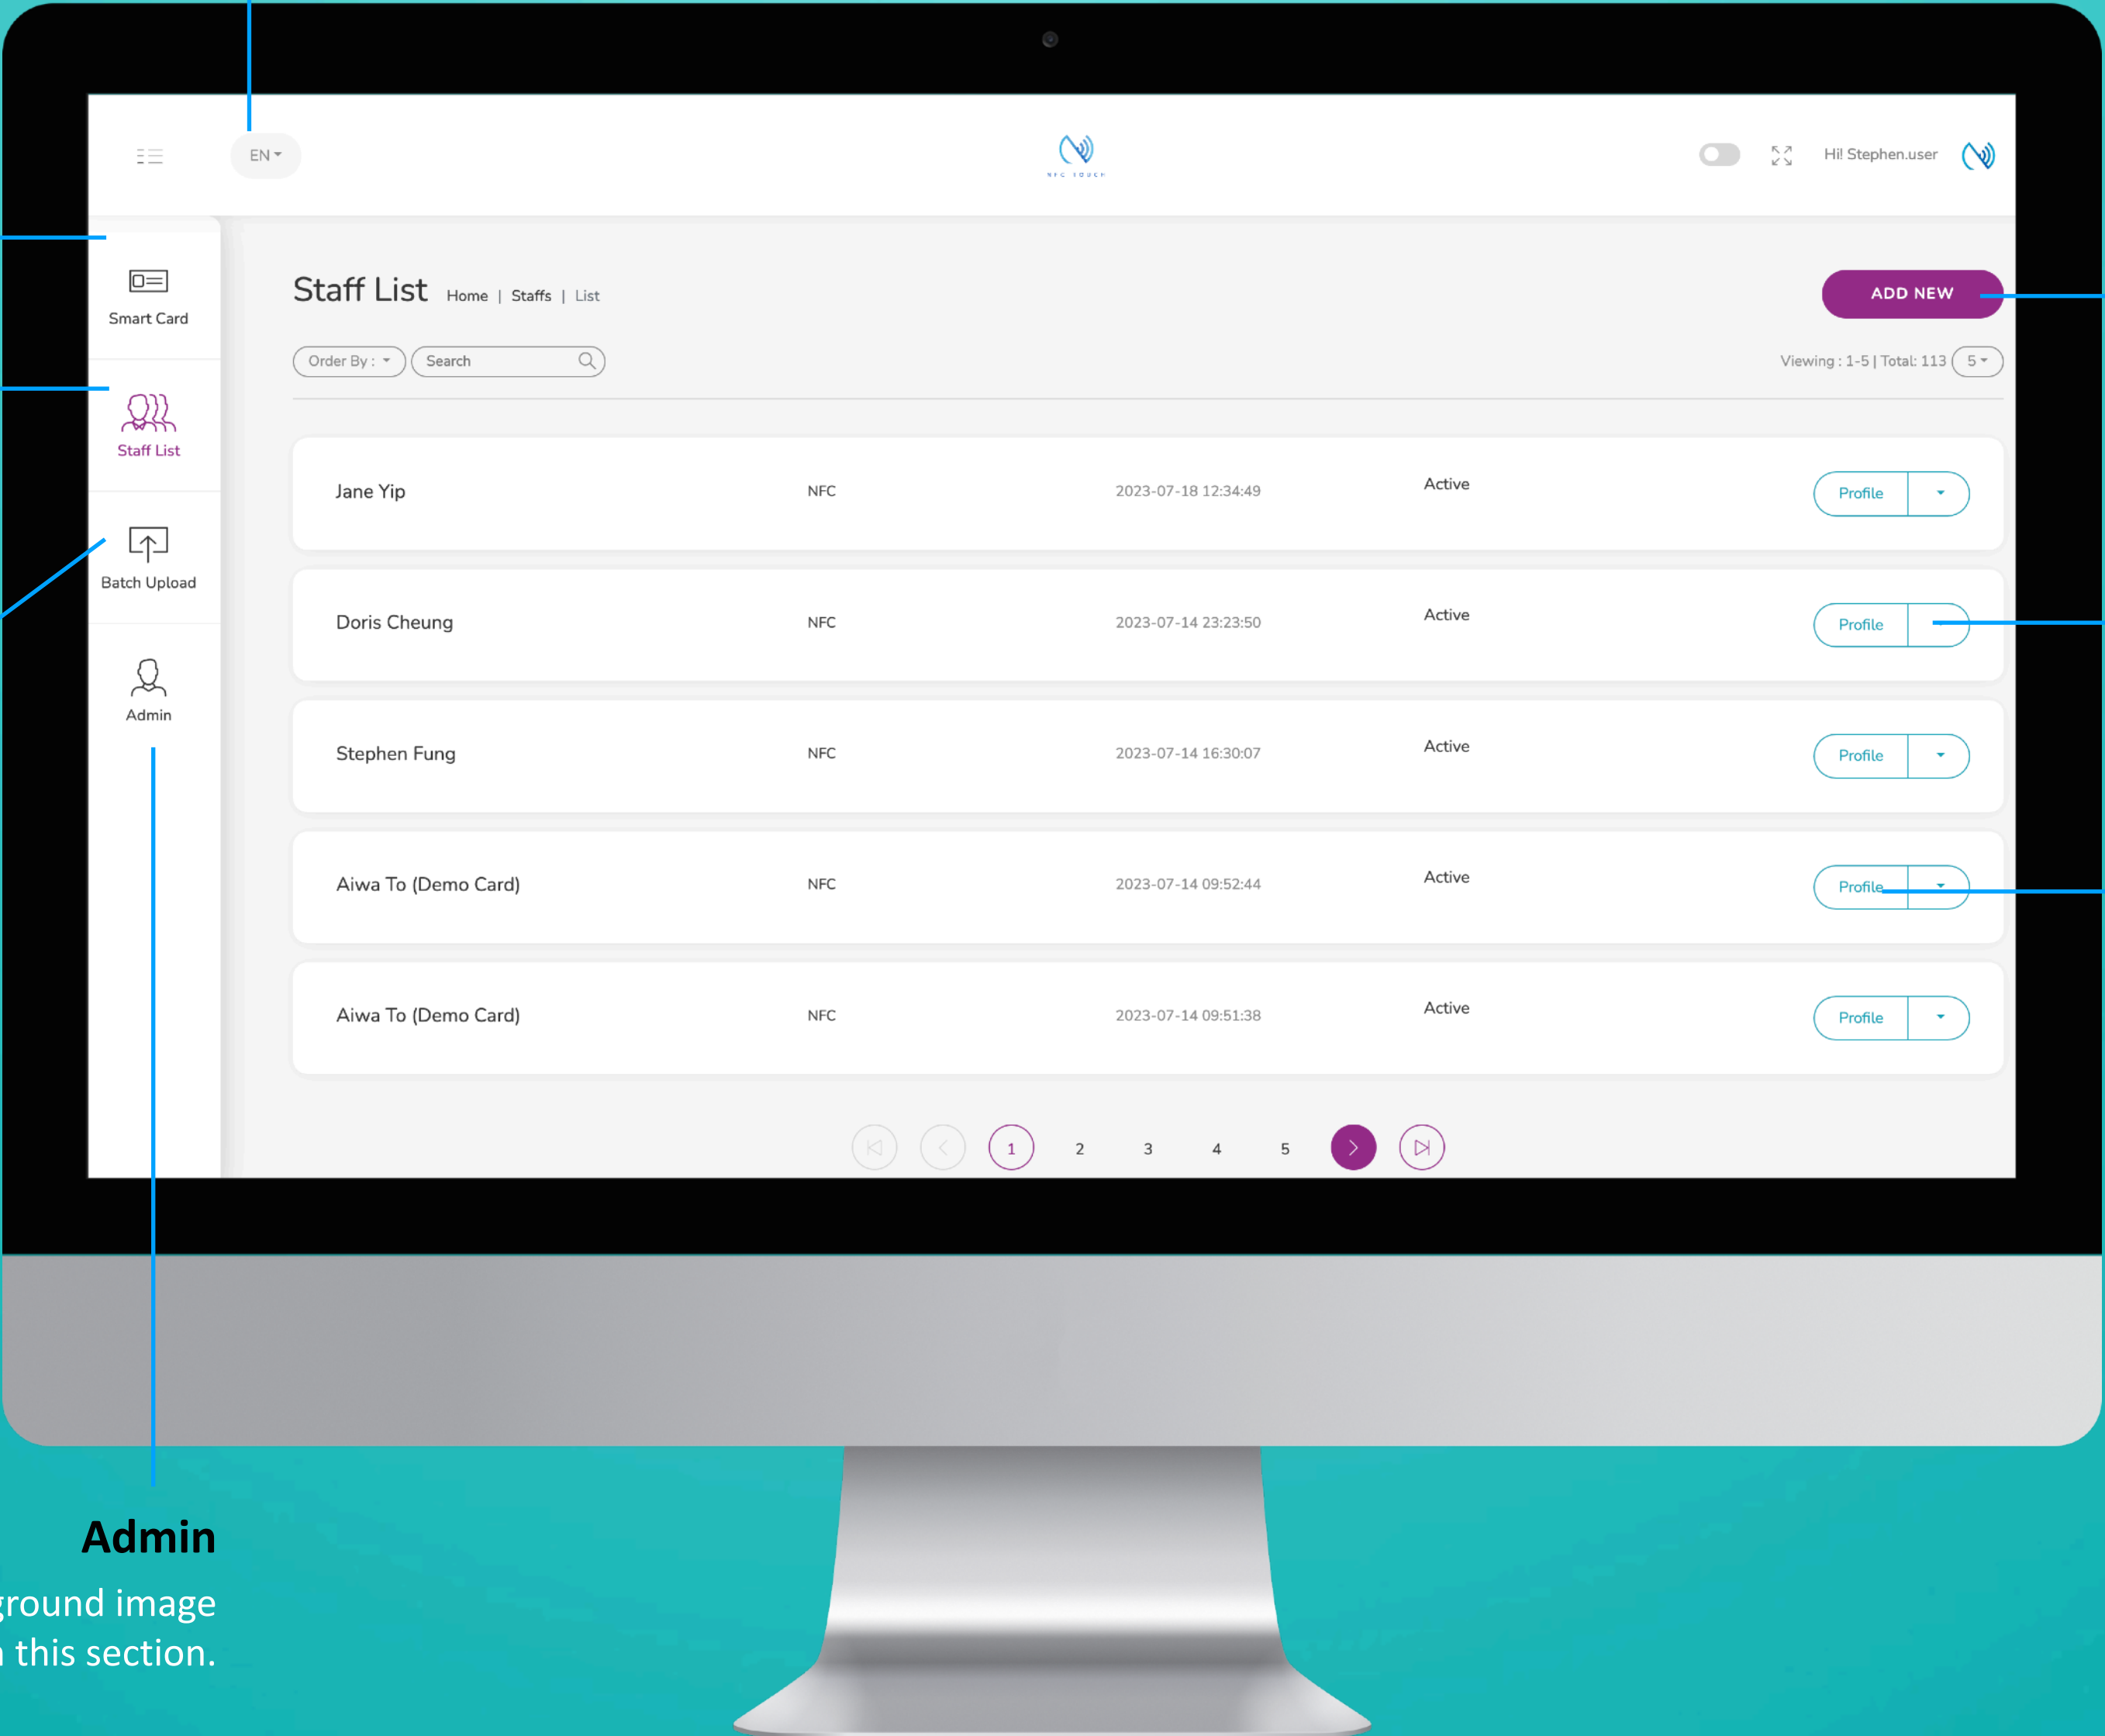 EN
NFC TOUCH
Hi! Stephen.user
Smart Card
Staff List
Batch Upload
Admin
Staff List Home | Staffs | List
ADD NEW
Order By :
Search
Viewing : 1-5 | Total: 113 5
Jane Yip NFC 2023-07-18 12:34:49 Active Profile
Doris Cheung NFC 2023-07-14 23:23:50 Active Profile
Stephen Fung NFC 2023-07-14 16:30:07 Active Profile
Aiwa To (Demo Card) NFC 2023-07-14 09:52:44 Active Profile
Aiwa To (Demo Card) NFC 2023-07-14 09:51:38 Active Profile
1 2 3 4 5
Admin
ground image
this section.